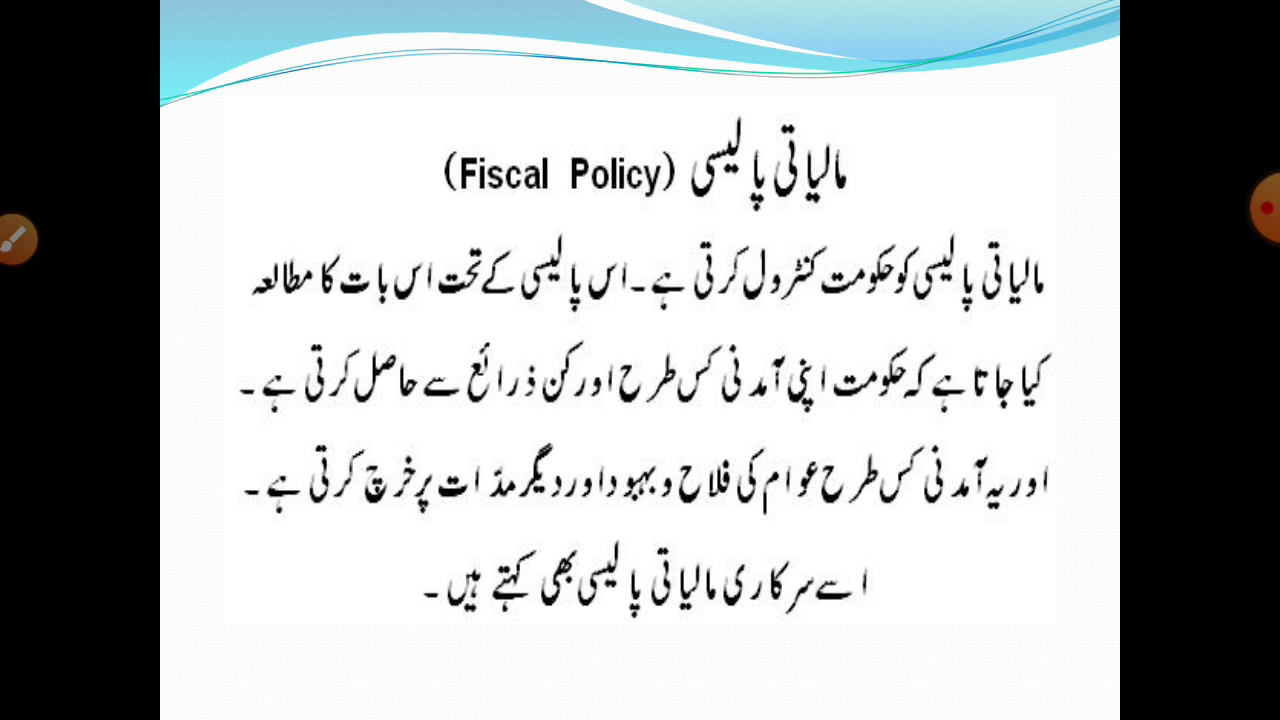 مالیاتی پالیسی (Fiscal Policy)
مالیاتی پالیسی کو حکومت کنٹرول کرتی ہے۔ اس پالیسی کے تحت اس بات کا مطالعہ
کیا جاتا ہے کہ حکومت اپنی آمدنی کس طرح اور کن ذرائع سے حاصل کرتی ہے۔
اور یہ آمدنی کس طرح عوام کی فلاح و بہبود اور دیگر مدّات پر خرچ کرتی ہے۔
اسے سرکاری مالیاتی پالیسی بھی کہتے ہیں۔